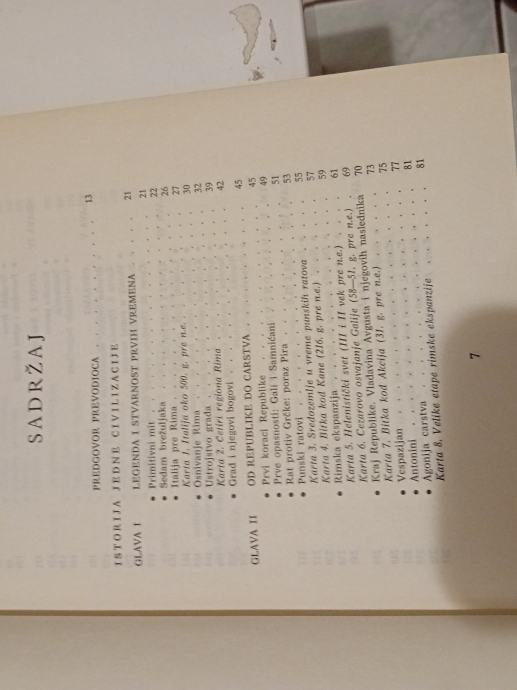 SADRŽAJ
PREDGOVOR PREVODIOCA . . . . . . . . . . 13
ISTORIJA JEDNE CIVILIZACIJE
GLAVA I LEGENDA I STVARNOST PRVIH VREMENA . . . . 21
• Primitivni mit . . . . . . . . . . 21
• Sedam brežuljaka . . . . . . . . . . 22
• Italija pre Rima . . . . . . . . . . 26
Karta 1. Italija oko 500. g. pre n.e. . . . . . 27
• Osnivanje Rima . . . . . . . . . . 30
• Ustrojstvo grada . . . . . . . . . . 32
Karta 2. Četiri regiona Rima . . . . . . . 39
• Grad i njegovi bogovi . . . . . . . . . 42
GLAVA II OD REPUBLIKE DO CARSTVA . . . . . . 45
• Prvi koraci Republike . . . . . . . . . 45
• Prve opasnosti: Gali i Samnićani . . . . . . 49
• Rat protiv Grčke: poraz Pira . . . . . . . 51
• Punski ratovi . . . . . . . . . . 53
Karta 3. Sredozemlje u vreme punskih ratova . . . 55
Karta 4. Bitka kod Kane (216. g. pre n.e.) . . . . 57
• Rimska ekspanzija . . . . . . . . . . 59
Karta 5. Helenistički svet (III i II vek pre n.e.) . . . 61
Karta 6. Cezarovo osvajanje Galije (58—51. g. pre n.e.) . 69
• Kraj Republike. Vladavina Avgusta i njegovih naslednika 70
Karta 7. Bitka kod Akcija (31. g. pre n.e.) . . . . 73
• Vespazijan . . . . . . . . . . 75
• Antonini . . . . . . . . . . 77
• Agonija carstva . . . . . . . . . . 81
Karta 8. Velike etape rimske ekspanzije . . . . 81
7